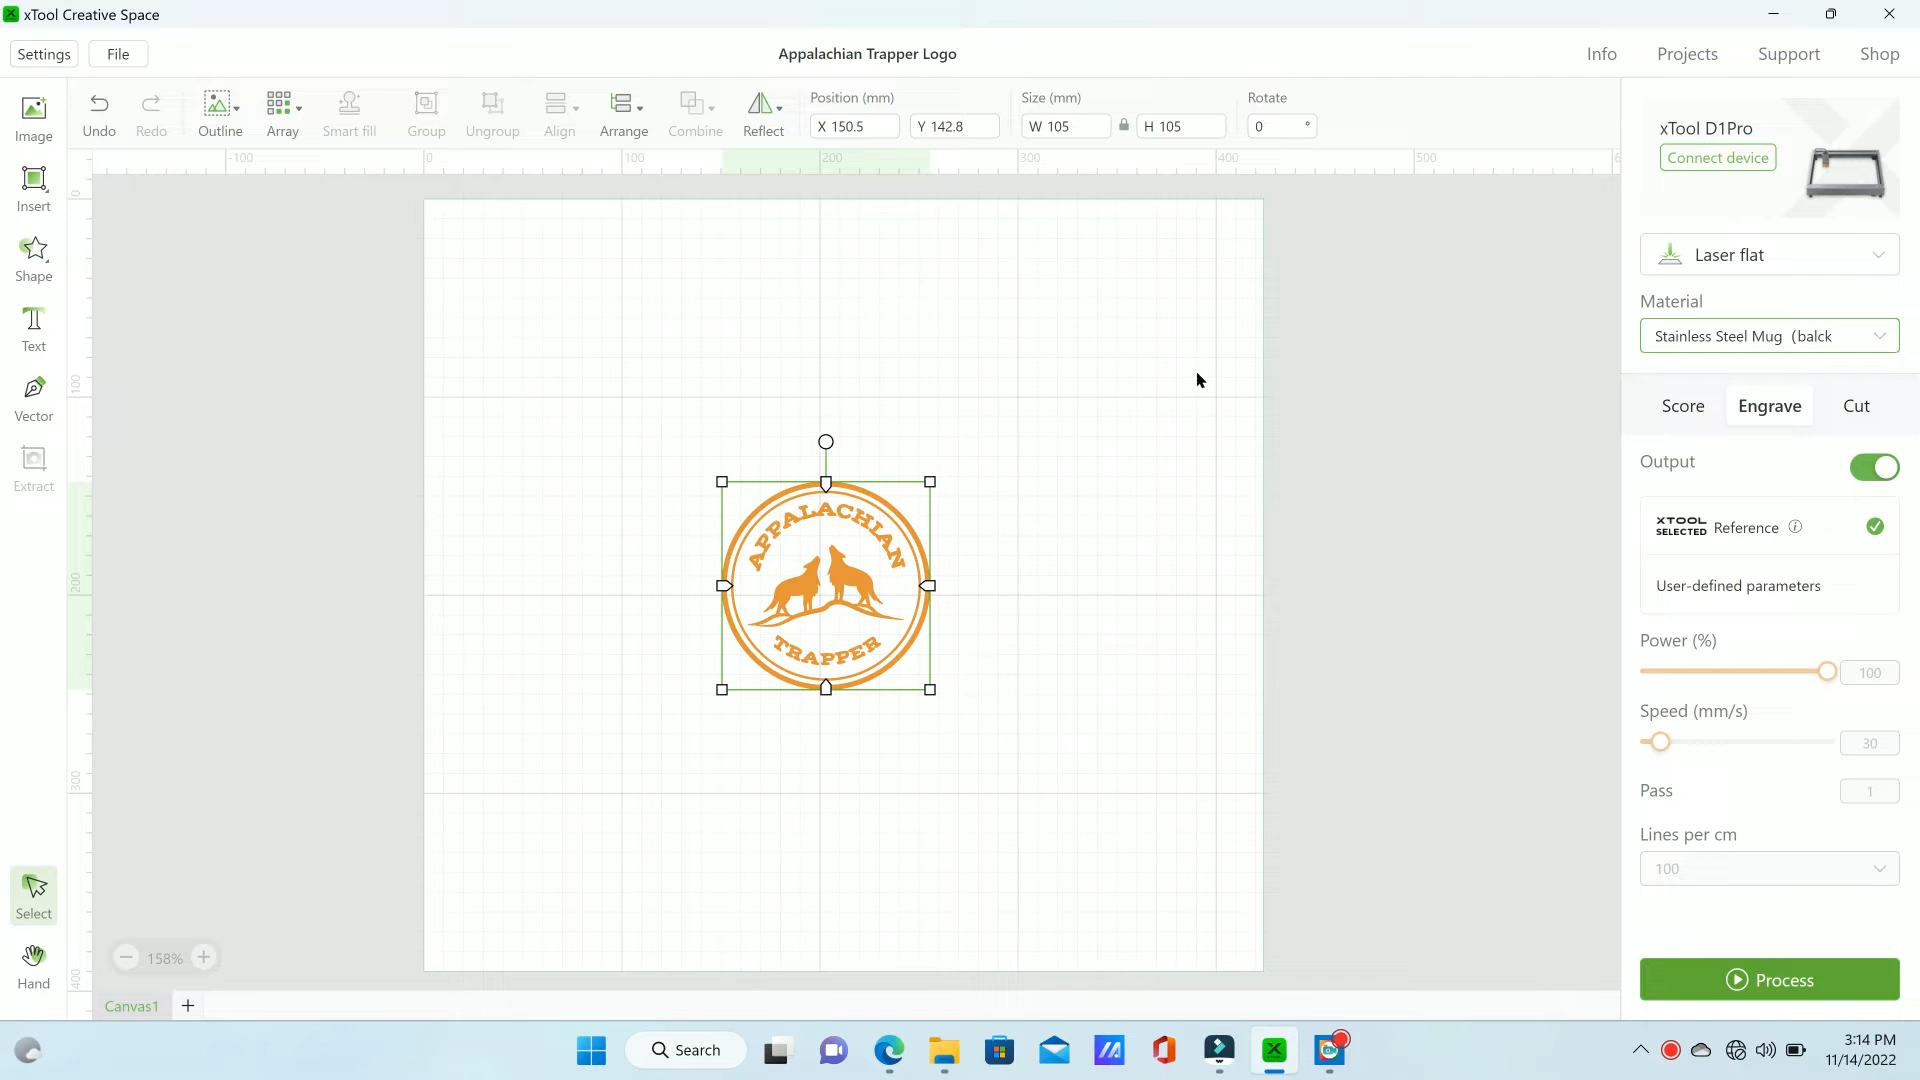 xTool Creative Space
Settings
File
Appalachian Trapper Logo
Info
Projects
Support
Shop
Image
Insert
Shape
Text
Vector
Extract
Select
Hand
Undo
Redo
Outline
Array
Smart fill
Group
Ungroup
Align
Arrange
Combine
Reflect
Position (mm)
X 150.5
Y 142.8
Size (mm)
W 105
H 105
Rotate
0 °
-100
0
100
200
300
400
500
0
100
200
300
400
APPALACHIAN
TRAPPER
158%
Canvas1
xTool D1Pro
Connect device
Laser flat
Material
Stainless Steel Mug (balck
Score
Engrave
Cut
Output
XTOOL
SELECTED
Reference
User-defined parameters
Power (%)
100
Speed (mm/s)
30
Pass
1
Lines per cm
100
Process
Search
3:14 PM
11/14/2022